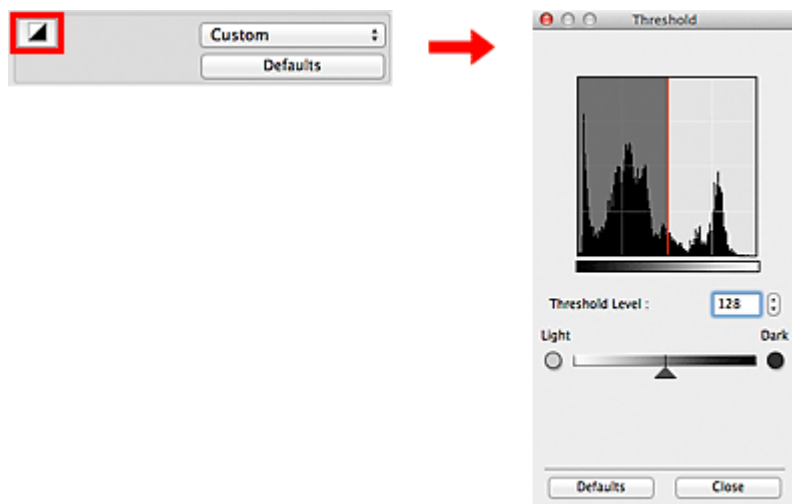 Custom
Defaults
Threshold
Threshold Level :
128
Light
Dark
Defaults
Close